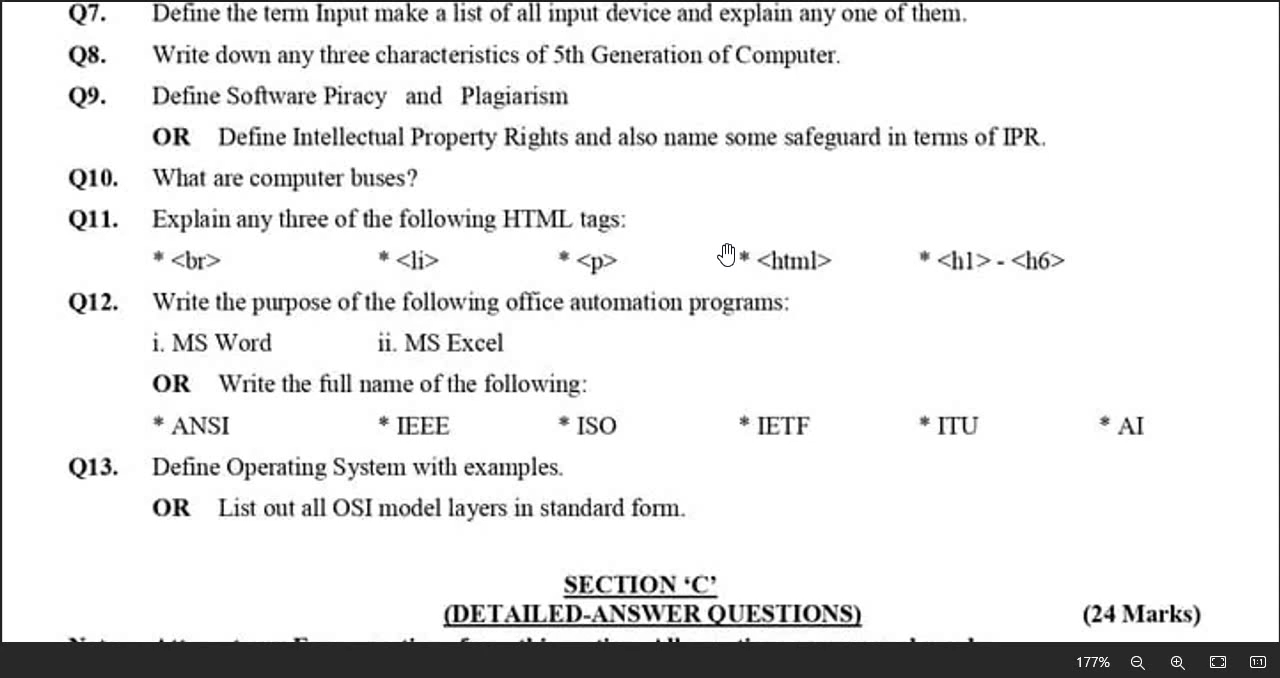 Q7. Define the term Input make a list of all input device and explain any one of them.
Q8. Write down any three characteristics of 5th Generation of Computer.
Q9. Define Software Piracy and Plagiarism
OR Define Intellectual Property Rights and also name some safeguard in terms of IPR.
Q10. What are computer buses?
Q11. Explain any three of the following HTML tags:
* <br> * <li> * <p> * <html> * <h1> - <h6>
Q12. Write the purpose of the following office automation programs:
i. MS Word ii. MS Excel
OR Write the full name of the following:
* ANSI * IEEE * ISO * IETF * ITU * AI
Q13. Define Operating System with examples.
OR List out all OSI model layers in standard form.
SECTION ‘C’
(DETAILED-ANSWER QUESTIONS) (24 Marks)
177% 1:1